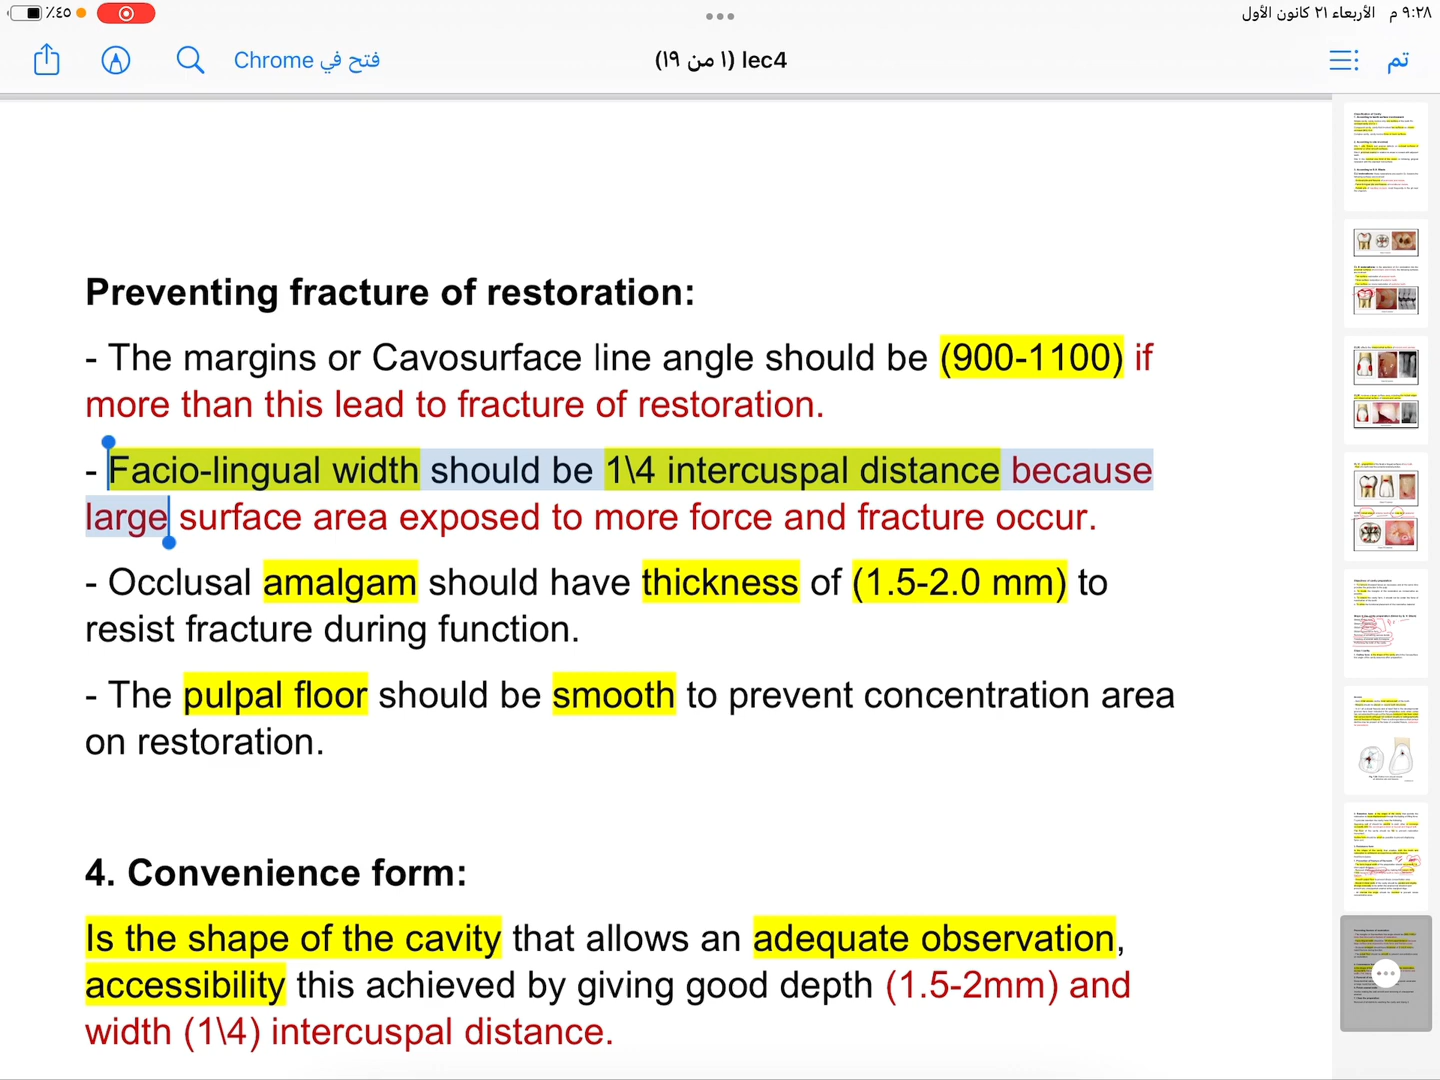 ٩:٢٨ م الأربعاء ٢١ كانون الأول
٪٤٥
تم
lec4 (١ من ١٩)
فتح في Chrome
Preventing fracture of restoration:
- The margins or Cavosurface line angle should be (900-1100) if
more than this lead to fracture of restoration.
- Facio-lingual width should be 1\4 intercuspal distance because
large surface area exposed to more force and fracture occur.
- Occlusal amalgam should have thickness of (1.5-2.0 mm) to
resist fracture during function.
- The pulpal floor should be smooth to prevent concentration area
on restoration.
4. Convenience form:
Is the shape of the cavity that allows an adequate observation,
accessibility this achieved by giving good depth (1.5-2mm) and
width (1\4) intercuspal distance.